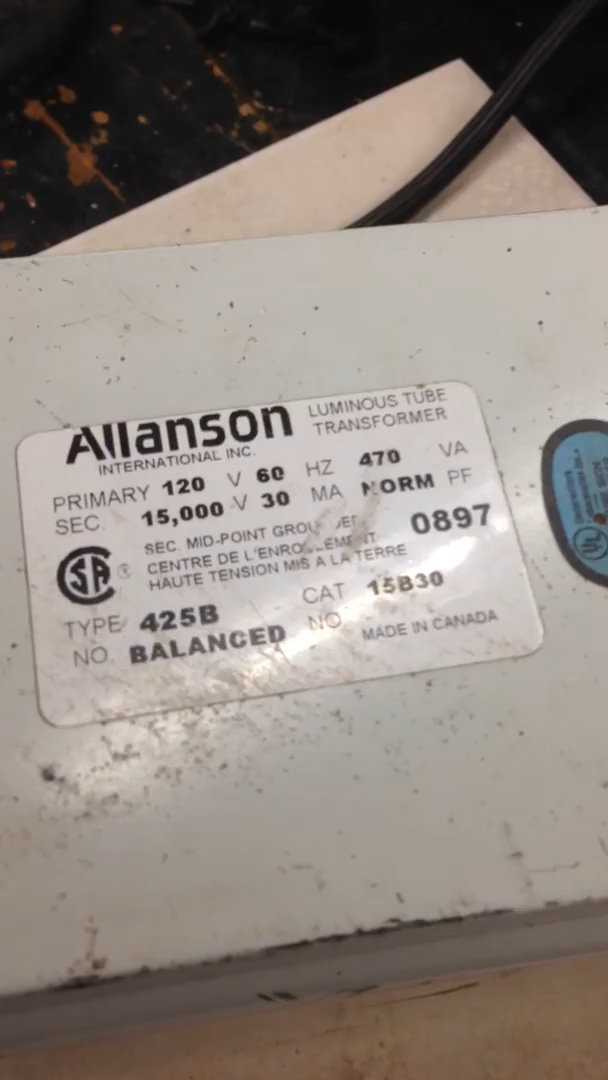 Allanson LUMINOUS TUBE
INTERNATIONAL INC. TRANSFORMER
PRIMARY 120 V 60 HZ 470 VA
SEC. 15,000 V 30 MA NORM PF
SEC. MID-POINT GROUNDED 0897
CENTRE DE L'ENROULEMENT
HAUTE TENSION MIS A LA TERRE
SA ®
TYPE 425B CAT 15B30
NO. BALANCED NO. MADE IN CANADA
UL